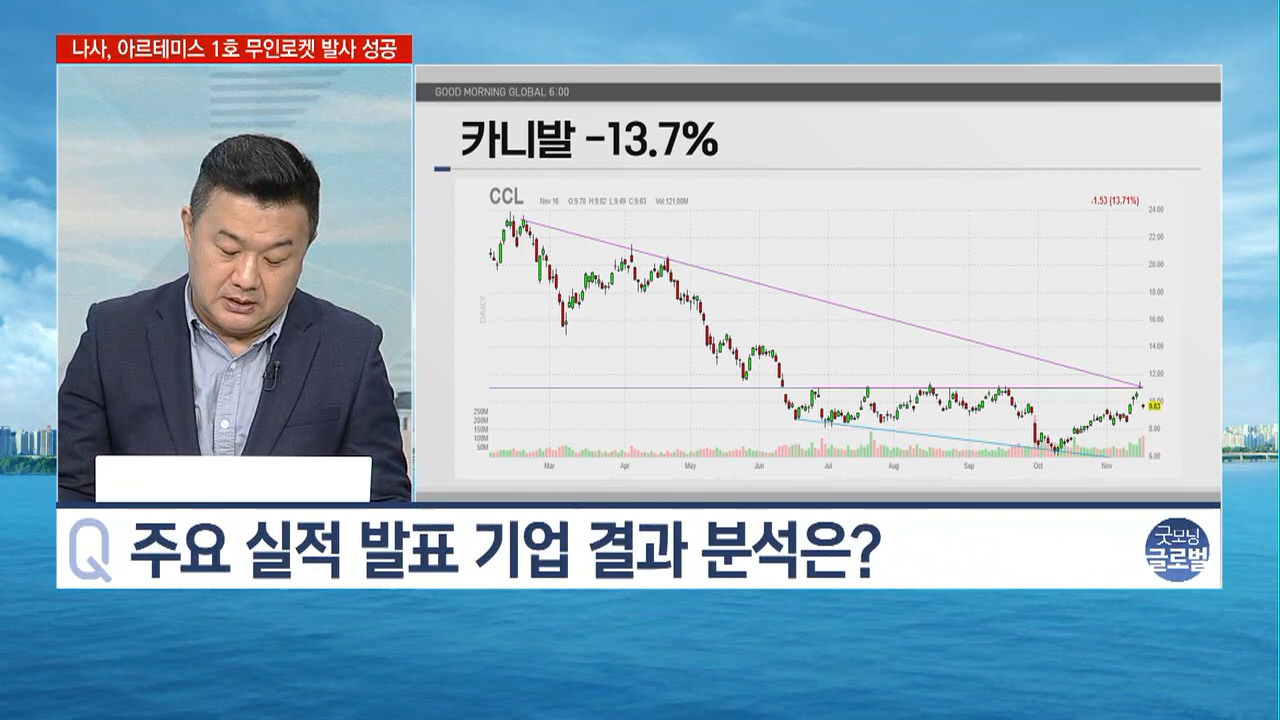 나사, 아르테미스 1호 무인로켓 발사 성공
GOOD MORNING GLOBAL 6:00
카니발 -13.7%
CCL Nov 16 O:9.78 H:9.82 L:9.49 C:9.63 Vol:121.00M
-1.53 (13.71%)
24.00
22.00
20.00
18.00
16.00
14.00
12.00
10.00
9.63
8.00
6.00
DAILY
250M
200M
150M
100M
50M
Mar Apr May Jun Jul Aug Sep Oct Nov
Q 주요 실적 발표 기업 결과 분석은?
굿모닝
글로벌